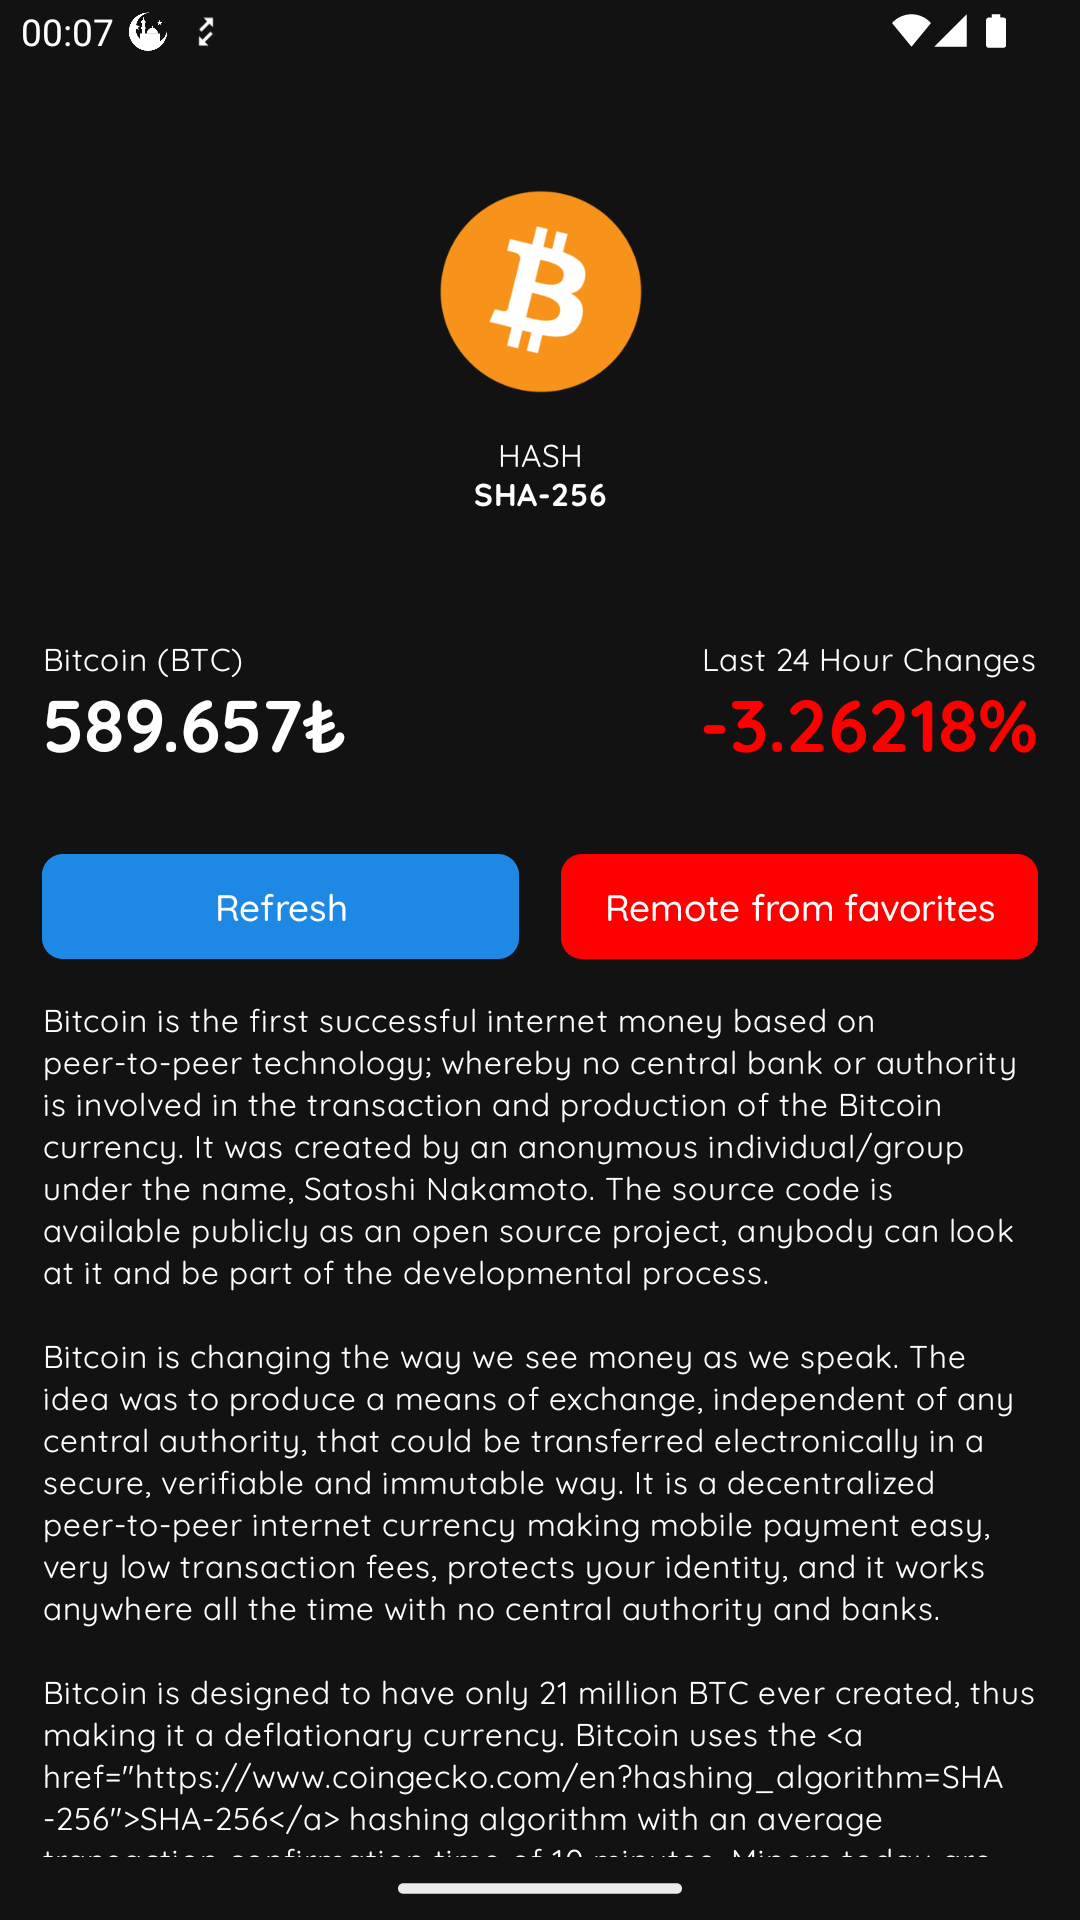 00:07
HASH
SHA-256
Bitcoin (BTC)
Last 24 Hour Changes
589.657₺
-3.26218%
Refresh
Remote from favorites
Bitcoin is the first successful internet money based on
peer-to-peer technology; whereby no central bank or authority
is involved in the transaction and production of the Bitcoin
currency. It was created by an anonymous individual/group
under the name, Satoshi Nakamoto. The source code is
available publicly as an open source project, anybody can look
at it and be part of the developmental process.
Bitcoin is changing the way we see money as we speak. The
idea was to produce a means of exchange, independent of any
central authority, that could be transferred electronically in a
secure, verifiable and immutable way. It is a decentralized
peer-to-peer internet currency making mobile payment easy,
very low transaction fees, protects your identity, and it works
anywhere all the time with no central authority and banks.
Bitcoin is designed to have only 21 million BTC ever created, thus
making it a deflationary currency. Bitcoin uses the <a
href="https://www.coingecko.com/en?hashing_algorithm=SHA
-256">SHA-256</a> hashing algorithm with an average
transaction confirmation time of 10 minutes. Miners today are